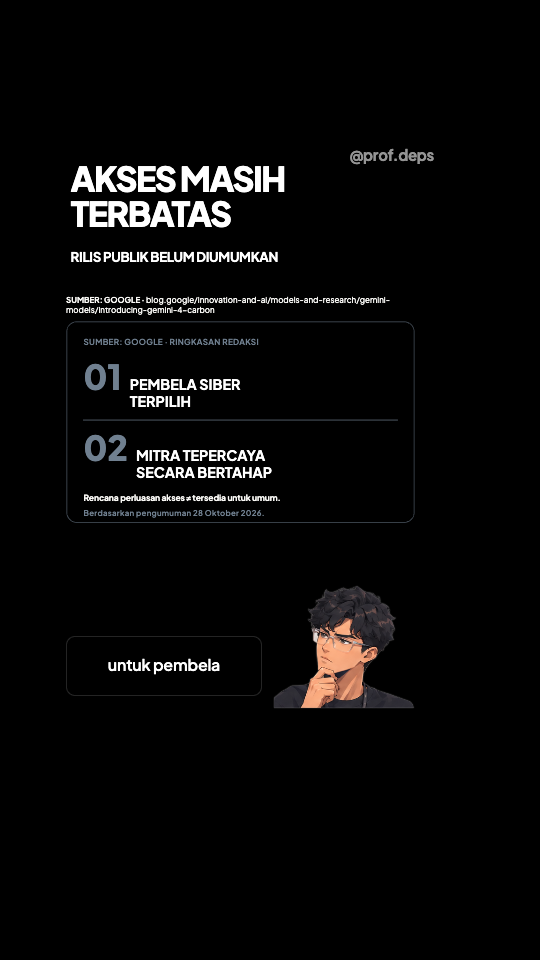 @prof.deps
AKSES MASIH
TERBATAS
RILIS PUBLIK BELUM DIUMUMKAN
SUMBER: GOOGLE · blog.google/innovation-and-ai/models-and-research/gemini-
models/introducing-gemini-4-carbon
SUMBER: GOOGLE · RINGKASAN REDAKSI
01 PEMBELA SIBER
TERPILIH
02 MITRA TEPERCAYA
SECARA BERTAHAP
Rencana perluasan akses ≠ tersedia untuk umum.
Berdasarkan pengumuman 28 Oktober 2026.
untuk pembela